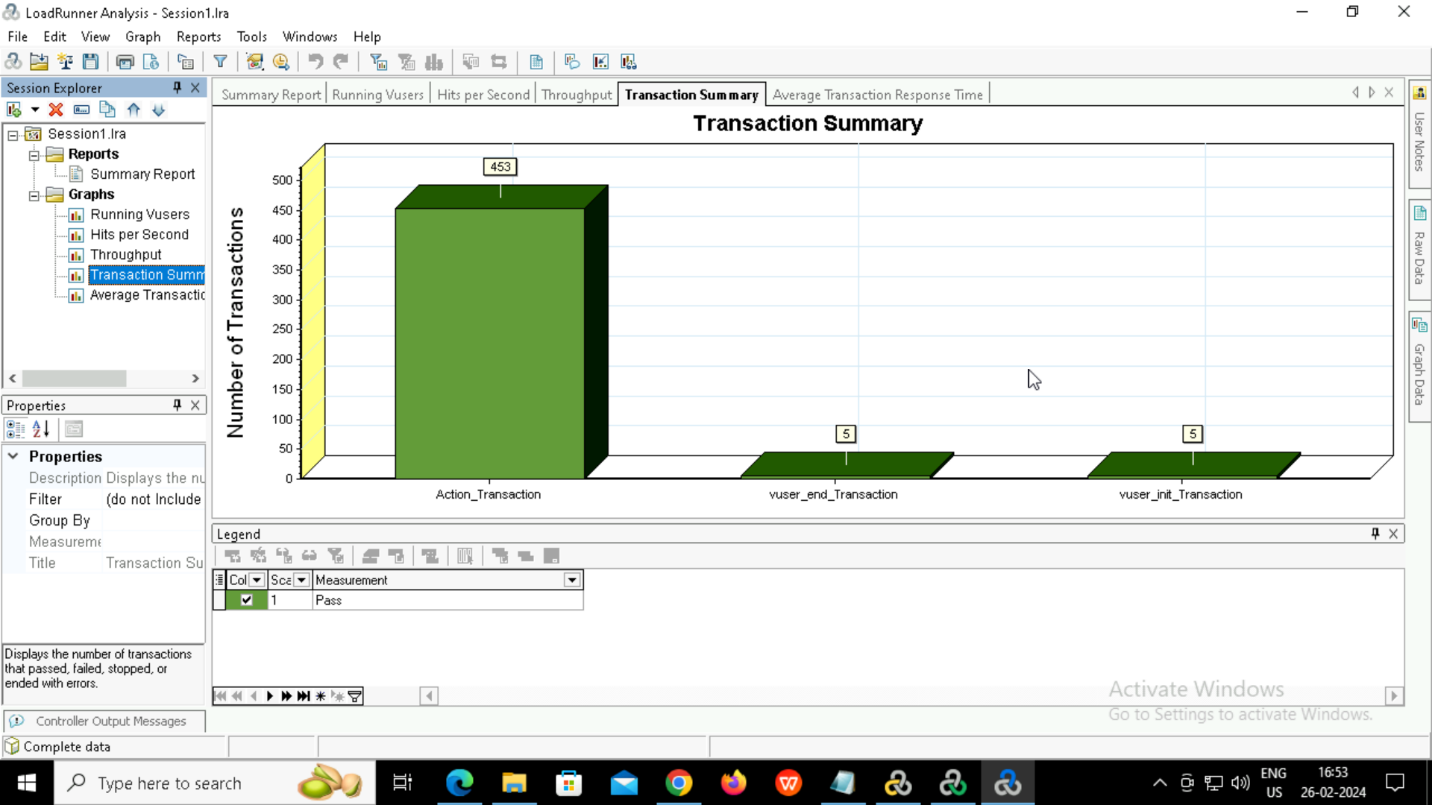 LoadRunner Analysis - Session1.lra
File Edit View Graph Reports Tools Windows Help
Session Explorer
Session1.lra
Reports
Summary Report
Graphs
Running Vusers
Hits per Second
Throughput
Transaction Summ
Average Transactic
Properties
Properties
Description Displays the nu
Filter (do not Include
Group By
Measureme
Title Transaction Su
Displays the number of transactions
that passed, failed, stopped, or
ended with errors.
Controller Output Messages
Complete data
Summary Report Running Vusers Hits per Second Throughput Transaction Summary Average Transaction Response Time
Transaction Summary
Number of Transactions
500
450
400
350
300
250
200
150
100
50
0
453
5
5
Action_Transaction vuser_end_Transaction vuser_init_Transaction
Legend
Col Sca Measurement
1 Pass
User Notes
Raw Data
Graph Data
Activate Windows
Go to Settings to activate Windows.
Type here to search
ENG
US
16:53
26-02-2024